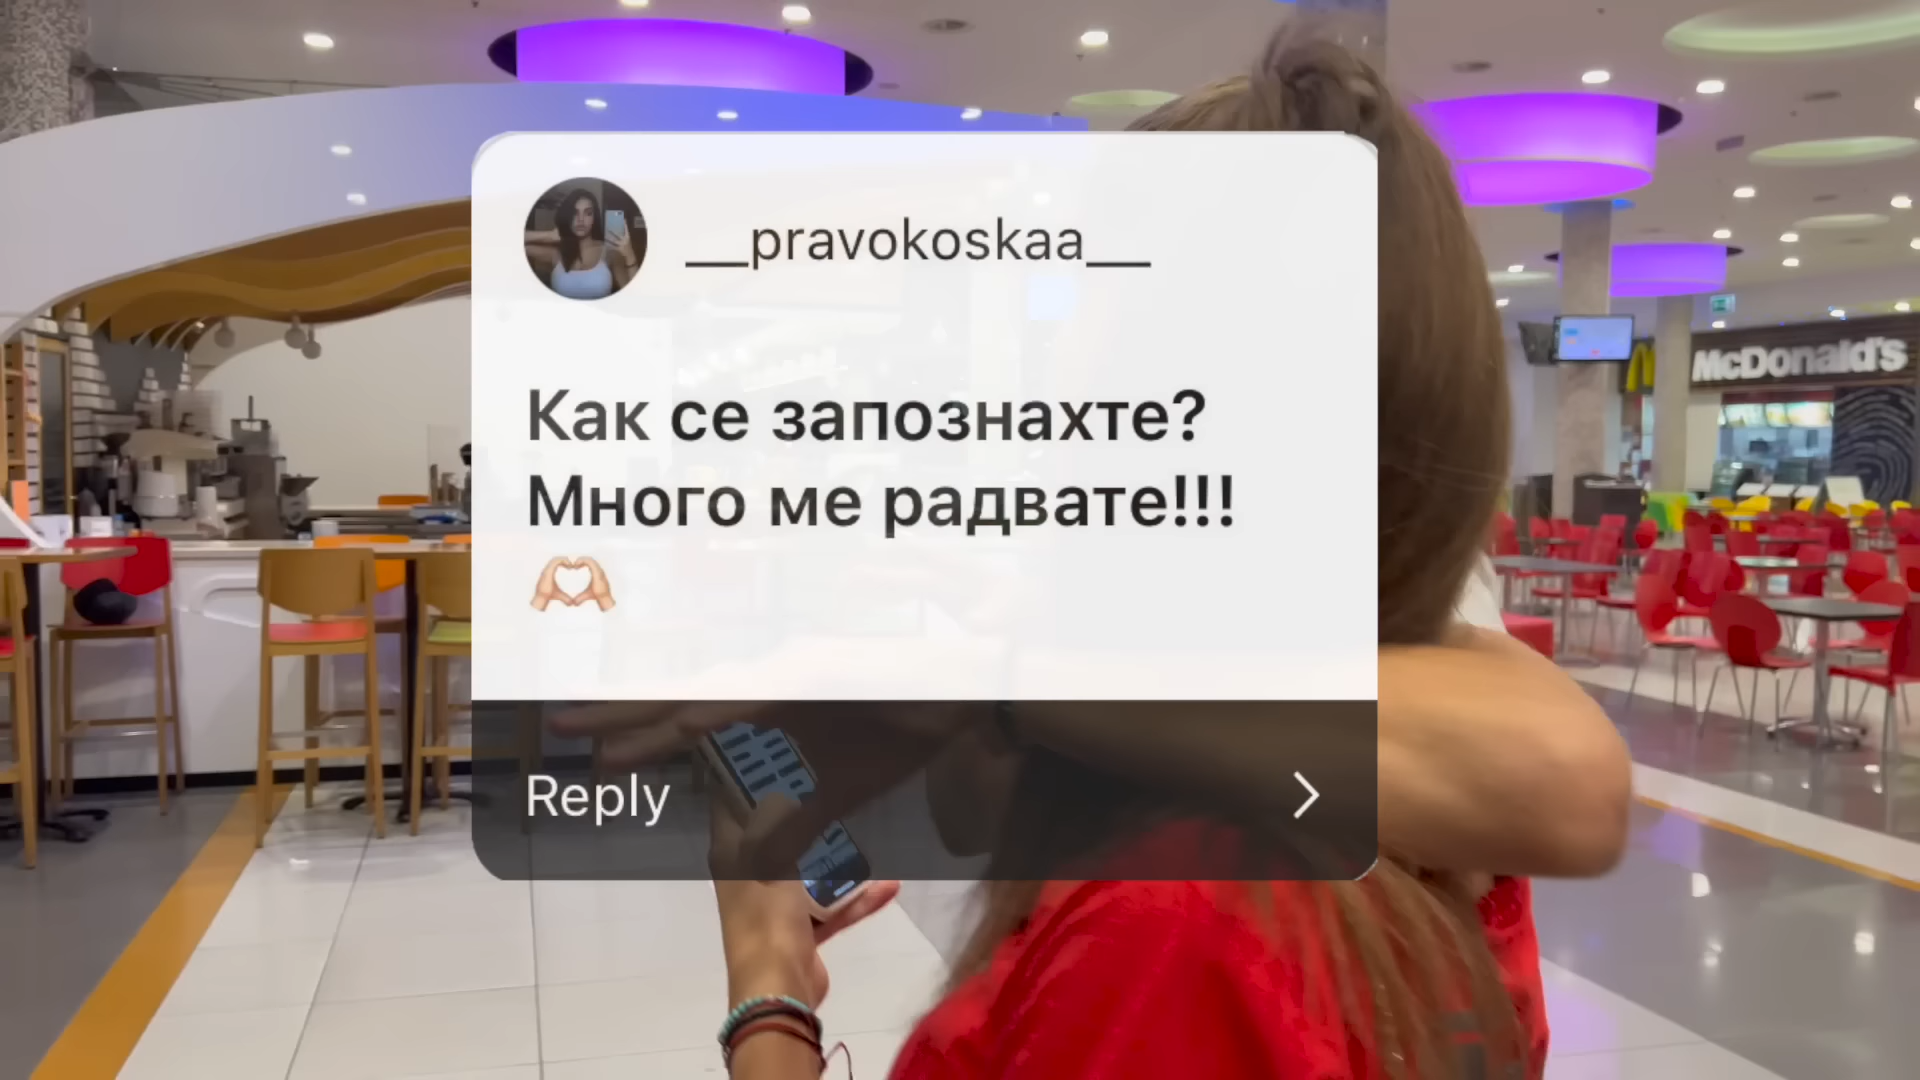 __pravokoskaa__
Как се запознахте?
Много ме радвате!!!
🫶🏻
Reply
McDonald's